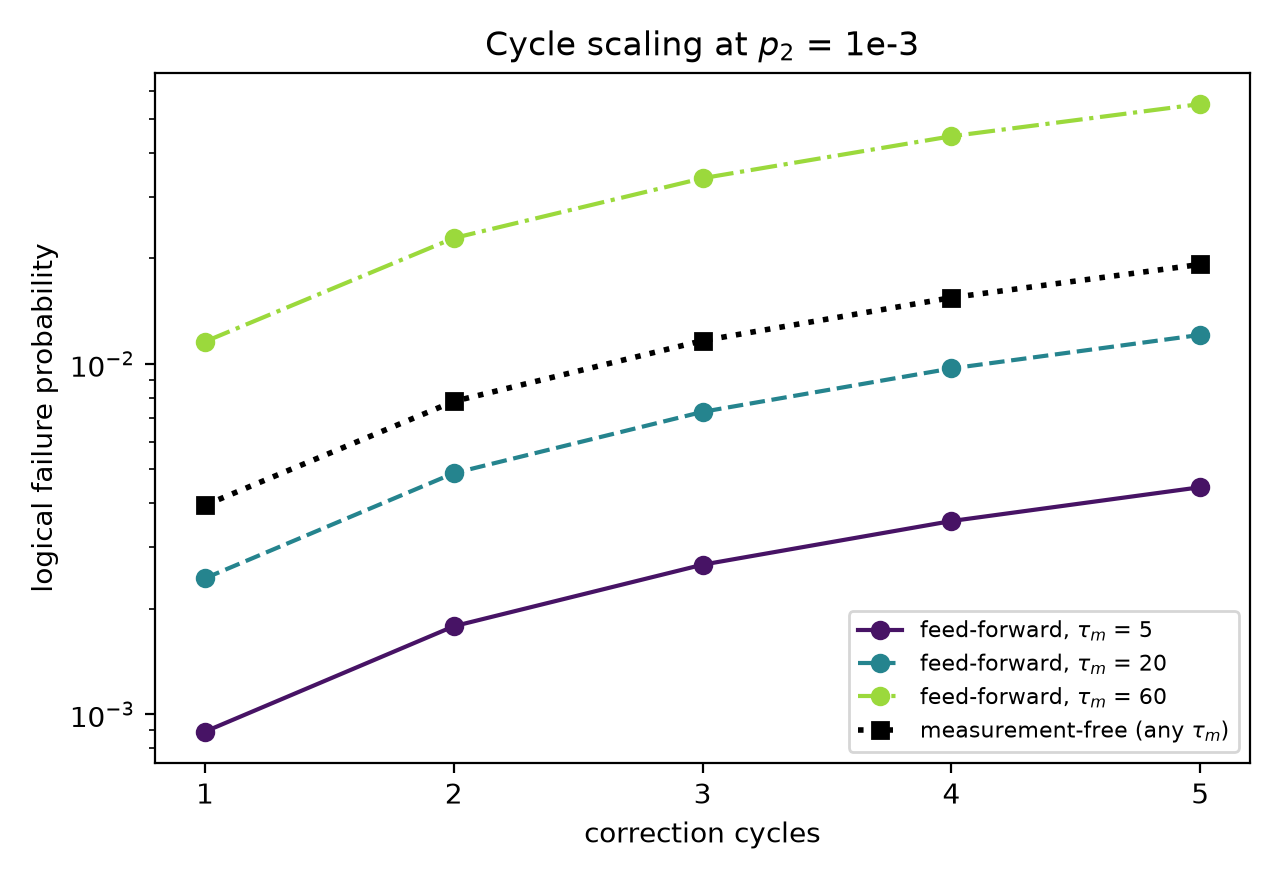 Cycle scaling at p₂ = 1e-3
logical failure probability
10⁻²
10⁻³
1 2 3 4 5
correction cycles
feed-forward, τₘ = 5
feed-forward, τₘ = 20
feed-forward, τₘ = 60
measurement-free (any τₘ)